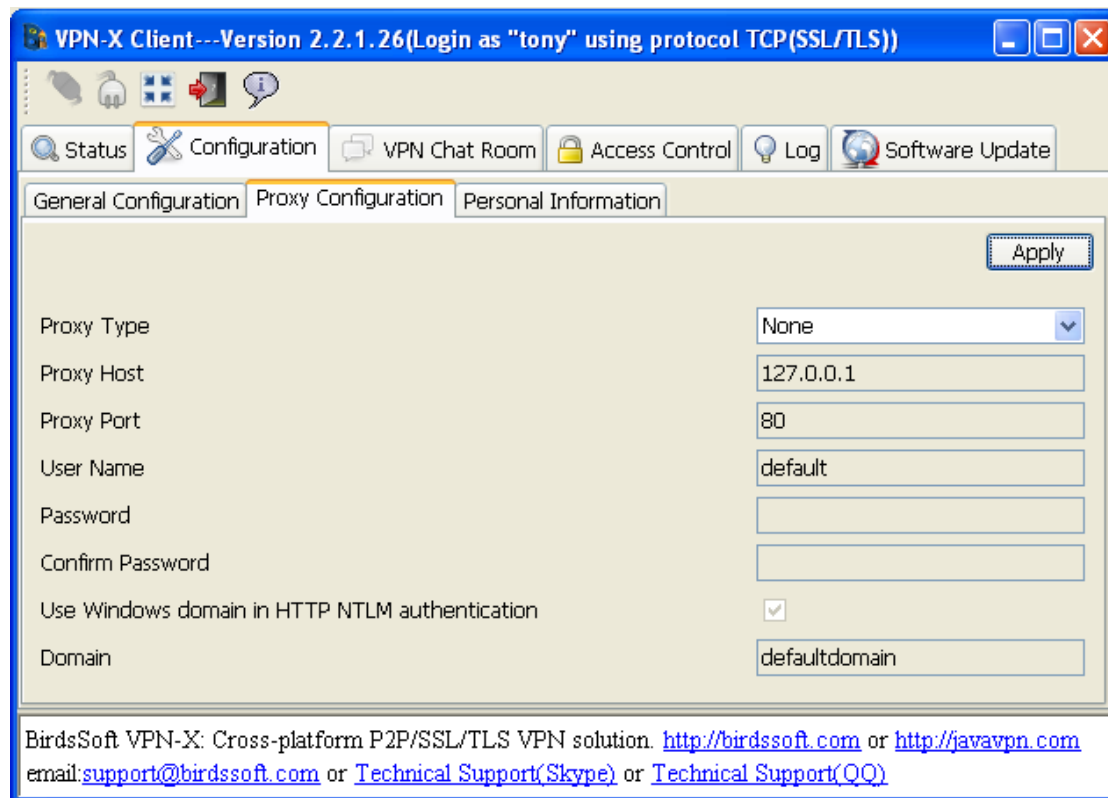 VPN-X Client---Version 2.2.1.26(Login as "tony" using protocol TCP(SSL/TLS))
Status Configuration VPN Chat Room Access Control Log Software Update
General Configuration Proxy Configuration Personal Information
Apply
Proxy Type None
Proxy Host 127.0.0.1
Proxy Port 80
User Name default
Password
Confirm Password
Use Windows domain in HTTP NTLM authentication
Domain defaultdomain
BirdsSoft VPN-X: Cross-platform P2P/SSL/TLS VPN solution. http://birdssoft.com or http://javavpn.com
email:support@birdssoft.com or Technical Support(Skype) or Technical Support(QQ)